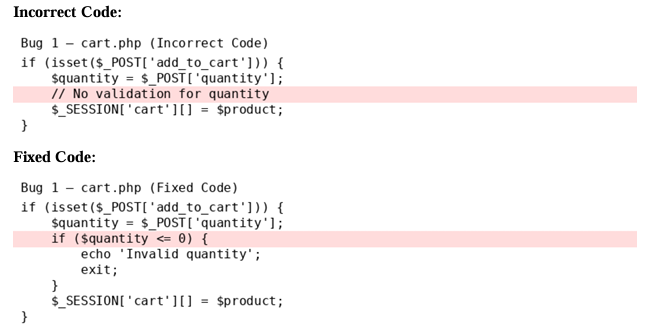 Incorrect Code:
Bug 1 – cart.php (Incorrect Code)
if (isset($_POST['add_to_cart'])) {
    $quantity = $_POST['quantity'];
    // No validation for quantity
    $_SESSION['cart'][] = $product;
}
Fixed Code:
Bug 1 – cart.php (Fixed Code)
if (isset($_POST['add_to_cart'])) {
    $quantity = $_POST['quantity'];
    if ($quantity <= 0) {
        echo 'Invalid quantity';
        exit;
    }
    $_SESSION['cart'][] = $product;
}